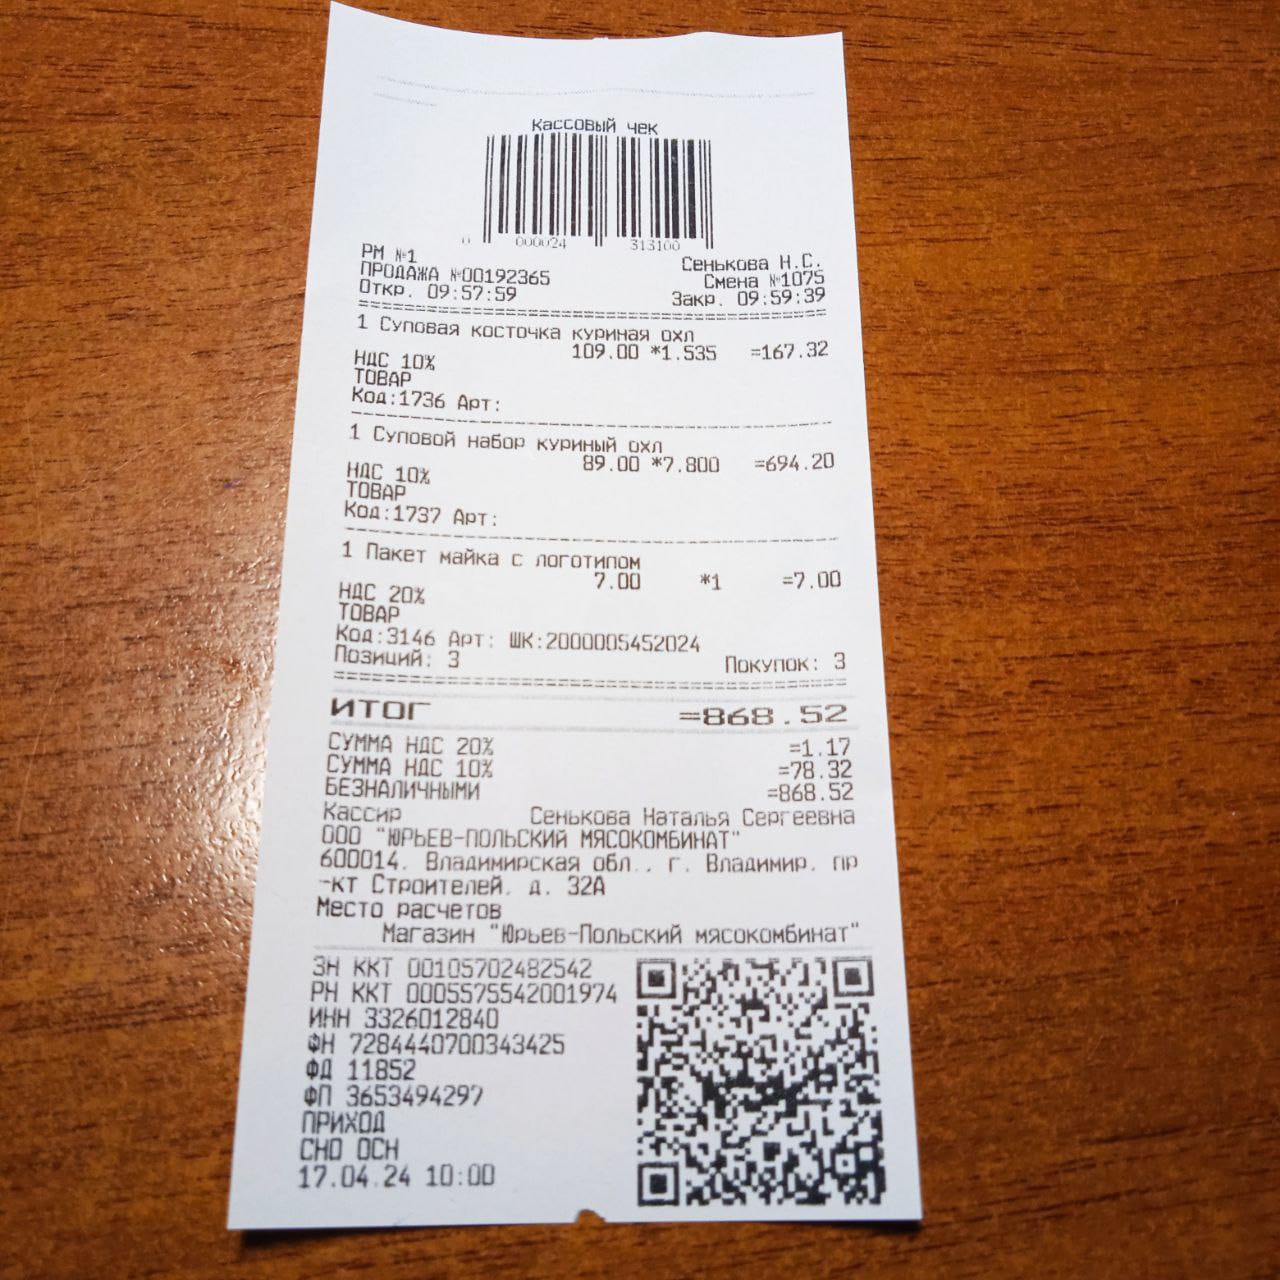 Кассовый чек
0 000024 313100
РМ №1 Сенькова Н.С.
ПРОДАЖА №00192365 Смена №1075
Откр. 09:57:59 Закр. 09:59:39
1 Суповая косточка куриная охл
109.00 *1.535 =167.32
НДС 10%
ТОВАР
Код:1736 Арт:
1 Суповой набор куриный охл
89.00 *7.800 =694.20
НДС 10%
ТОВАР
Код:1737 Арт:
1 Пакет майка с логотипом
7.00 *1 =7.00
НДС 20%
ТОВАР
Код:3146 Арт: ШК:2000005452024
Позиций: 3 Покупок: 3
ИТОГ =868.52
СУММА НДС 20% =1.17
СУММА НДС 10% =78.32
БЕЗНАЛИЧНЫМИ =868.52
Кассир Сенькова Наталья Сергеевна
ООО "ЮРЬЕВ-ПОЛЬСКИЙ МЯСОКОМБИНАТ"
600014, Владимирская обл., г. Владимир, пр
-кт Строителей, д. 32А
Место расчетов
Магазин "Юрьев-Польский мясокомбинат"
ЗН ККТ 00105702482542
РН ККТ 0005575542001974
ИНН 3326012840
ФН 7284440700343425
ФД 11852
ФП 3653494297
ПРИХОД
СНО ОСН
17.04.24 10:00